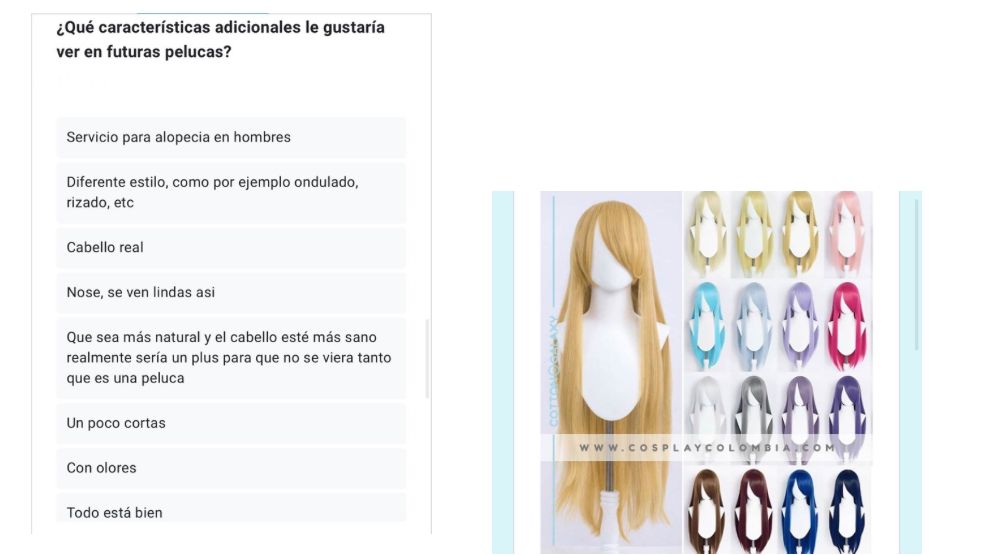 ¿Qué características adicionales le gustaría
ver en futuras pelucas?
Servicio para alopecia en hombres
Diferente estilo, como por ejemplo ondulado,
rizado, etc
Cabello real
Nose, se ven lindas asi
Que sea más natural y el cabello esté más sano
realmente sería un plus para que no se viera tanto
que es una peluca
Un poco cortas
Con olores
Todo está bien
COTTON GALAXY
WWW.COSPLAYCOLOMBIA.COM